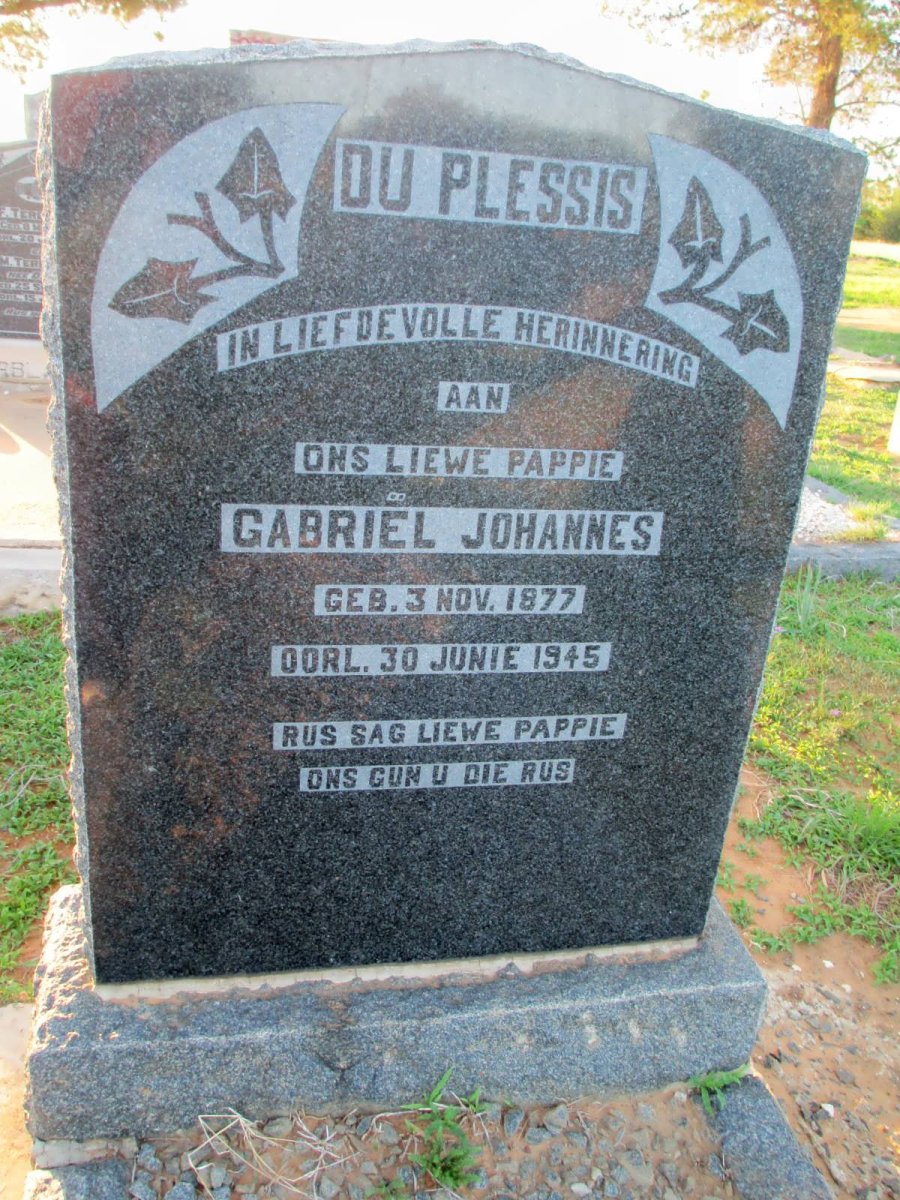 DU PLESSIS
IN LIEFDEVOLLE HERINNERING
AAN
ONS LIEWE PAPPIE
GABRIËL JOHANNES
GEB. 3 NOV. 1877
OORL. 30 JUNIE 1945
RUS SAG LIEWE PAPPIE
ONS GUN U DIE RUS